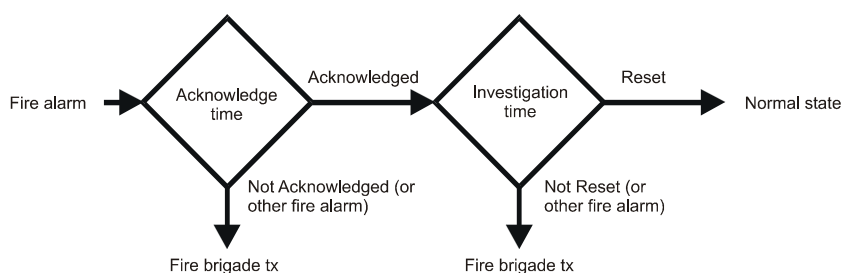 Fire alarm
Acknowledge
time
Acknowledged
Investigation
time
Reset
Normal state
Not Acknowledged (or
other fire alarm)
Not Reset (or
other fire alarm)
Fire brigade tx
Fire brigade tx